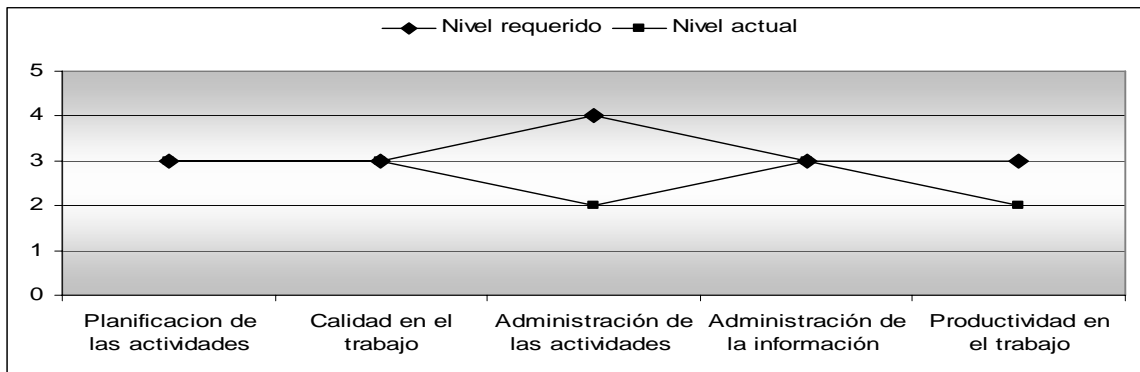 Nivel requerido Nivel actual
5
4
3
2
1
0
Planificacion de las actividades
Calidad en el trabajo
Administración de las actividades
Administración de la información
Productividad en el trabajo